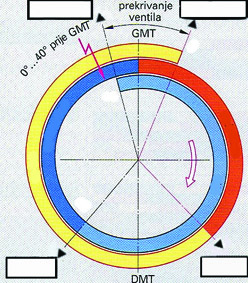 prekrivanje
ventila
GMT
0°...40° prije GMT
DMT